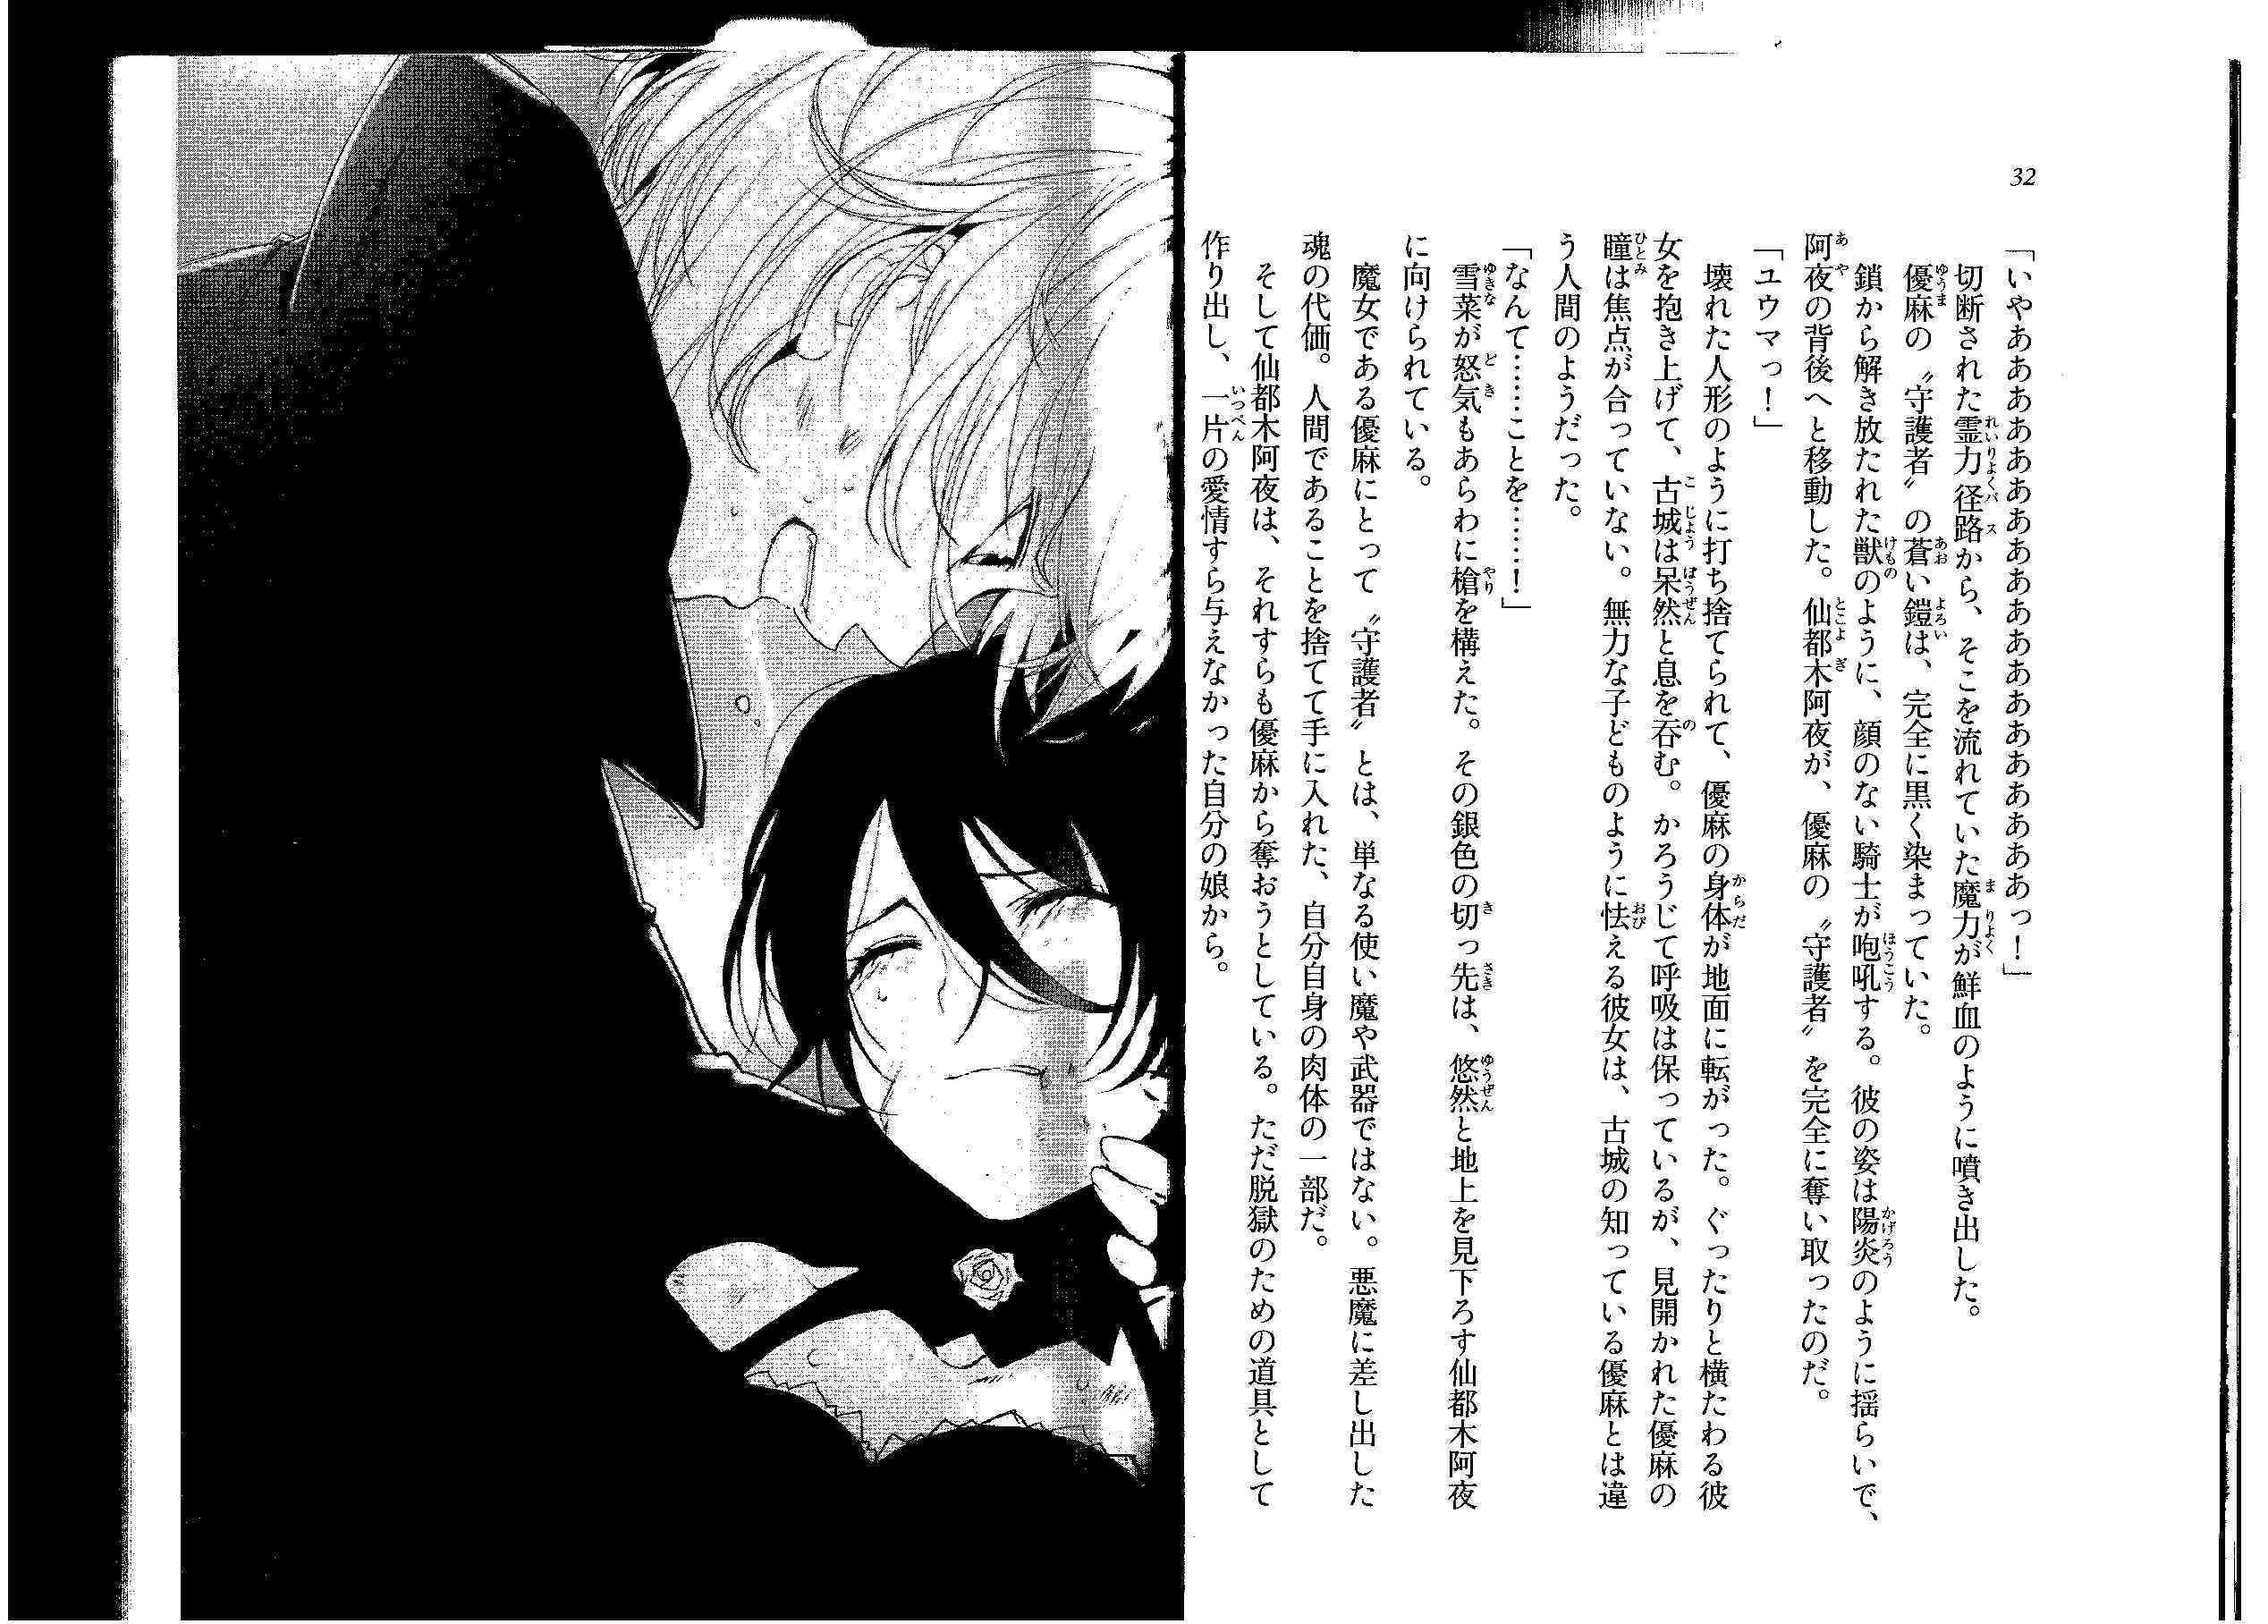 32
「いやああああああああああああああああああああっ！」
切断された霊力径路から、そこを流れていた魔力が鮮血のように噴き出した。
優麻の〝守護者〟の蒼い鎧は、完全に黒く染まっていた。
鎖から解き放たれた獣のように、顔のない騎士が咆吼する。彼の姿は陽炎のように揺らいで、
阿夜の背後へと移動した。仙都木阿夜が、優麻の〝守護者〟を完全に奪い取ったのだ。
「ユウマっ！」
壊れた人形のように打ち捨てられて、優麻の身体が地面に転がった。ぐったりと横たわる彼
女を抱き上げて、古城は呆然と息を吞む。かろうじて呼吸は保っているが、見開かれた優麻の
瞳は焦点が合っていない。無力な子どものように怯える彼女は、古城の知っている優麻とは違
う人間のようだった。
「なんて……ことを……！」
雪菜が怒気もあらわに槍を構えた。その銀色の切っ先は、悠然と地上を見下ろす仙都木阿夜
に向けられている。
魔女である優麻にとって〝守護者〟とは、単なる使い魔や武器ではない。悪魔に差し出した
魂の代価。人間であることを捨てて手に入れた、自分自身の肉体の一部だ。
そして仙都木阿夜は、それすらも優麻から奪おうとしている。ただ脱獄のための道具として
作り出し、一片の愛情すら与えなかった自分の娘から。